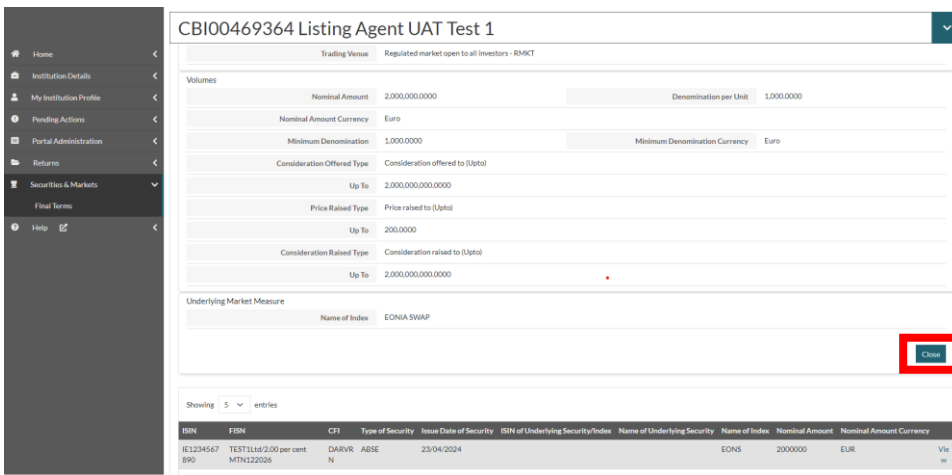 CBI00469364 Listing Agent UAT Test 1
Home
Institution Details
My Institution Profile
Pending Actions
Portal Administration
Returns
Securities & Markets
Final Terms
Help
Trading Venue Regulated market open to all investors - RMKT
Volumes
Nominal Amount 2,000,000.0000 Denomination per Unit 1,000.0000
Nominal Amount Currency Euro
Minimum Denomination 1,000.0000 Minimum Denomination Currency Euro
Consideration Offered Type Consideration offered to (Upto)
Up To 2,000,000,000.0000
Price Raised Type Price raised to (Upto)
Up To 200.0000
Consideration Raised Type Consideration raised to (Upto)
Up To 2,000,000,000.0000
Underlying Market Measure
Name of Index EONIA SWAP
Close
Showing 5 entries
ISIN FISN CFI Type of Security Issue Date of Security ISIN of Underlying Security/Index Name of Underlying Security Name of Index Nominal Amount Nominal Amount Currency
IE1234567 TEST1Ltd/2.00 per cent DARVR ABSE 23/04/2024 EONS 2000000 EUR Vie
890 MTN122026 N w